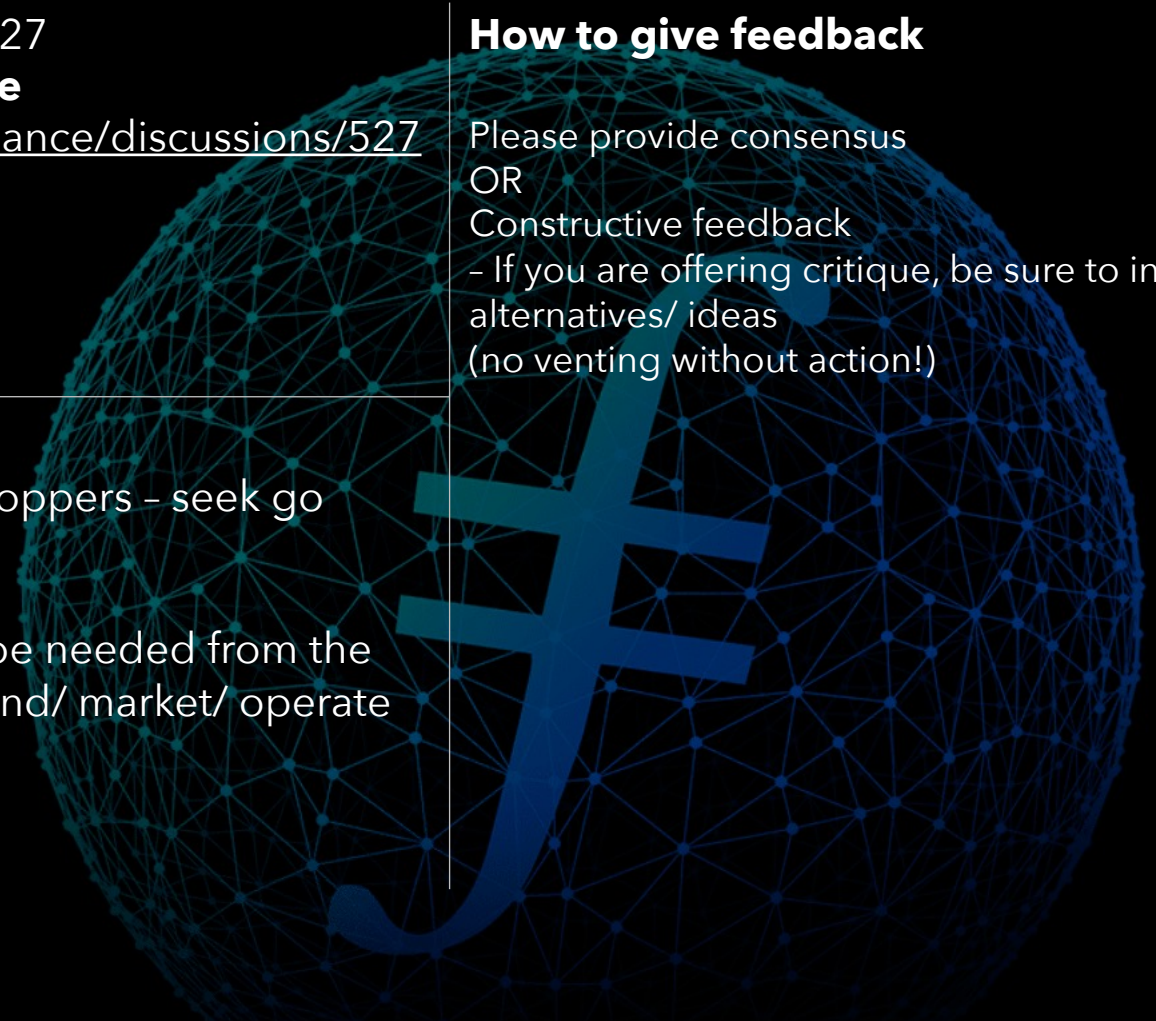 27
e
ance/discussions/527
oppers – seek go
be needed from the
nd/ market/ operate
How to give feedback
Please provide consensus
OR
Constructive feedback
– If you are offering critique, be sure to in
alternatives/ ideas
(no venting without action!)